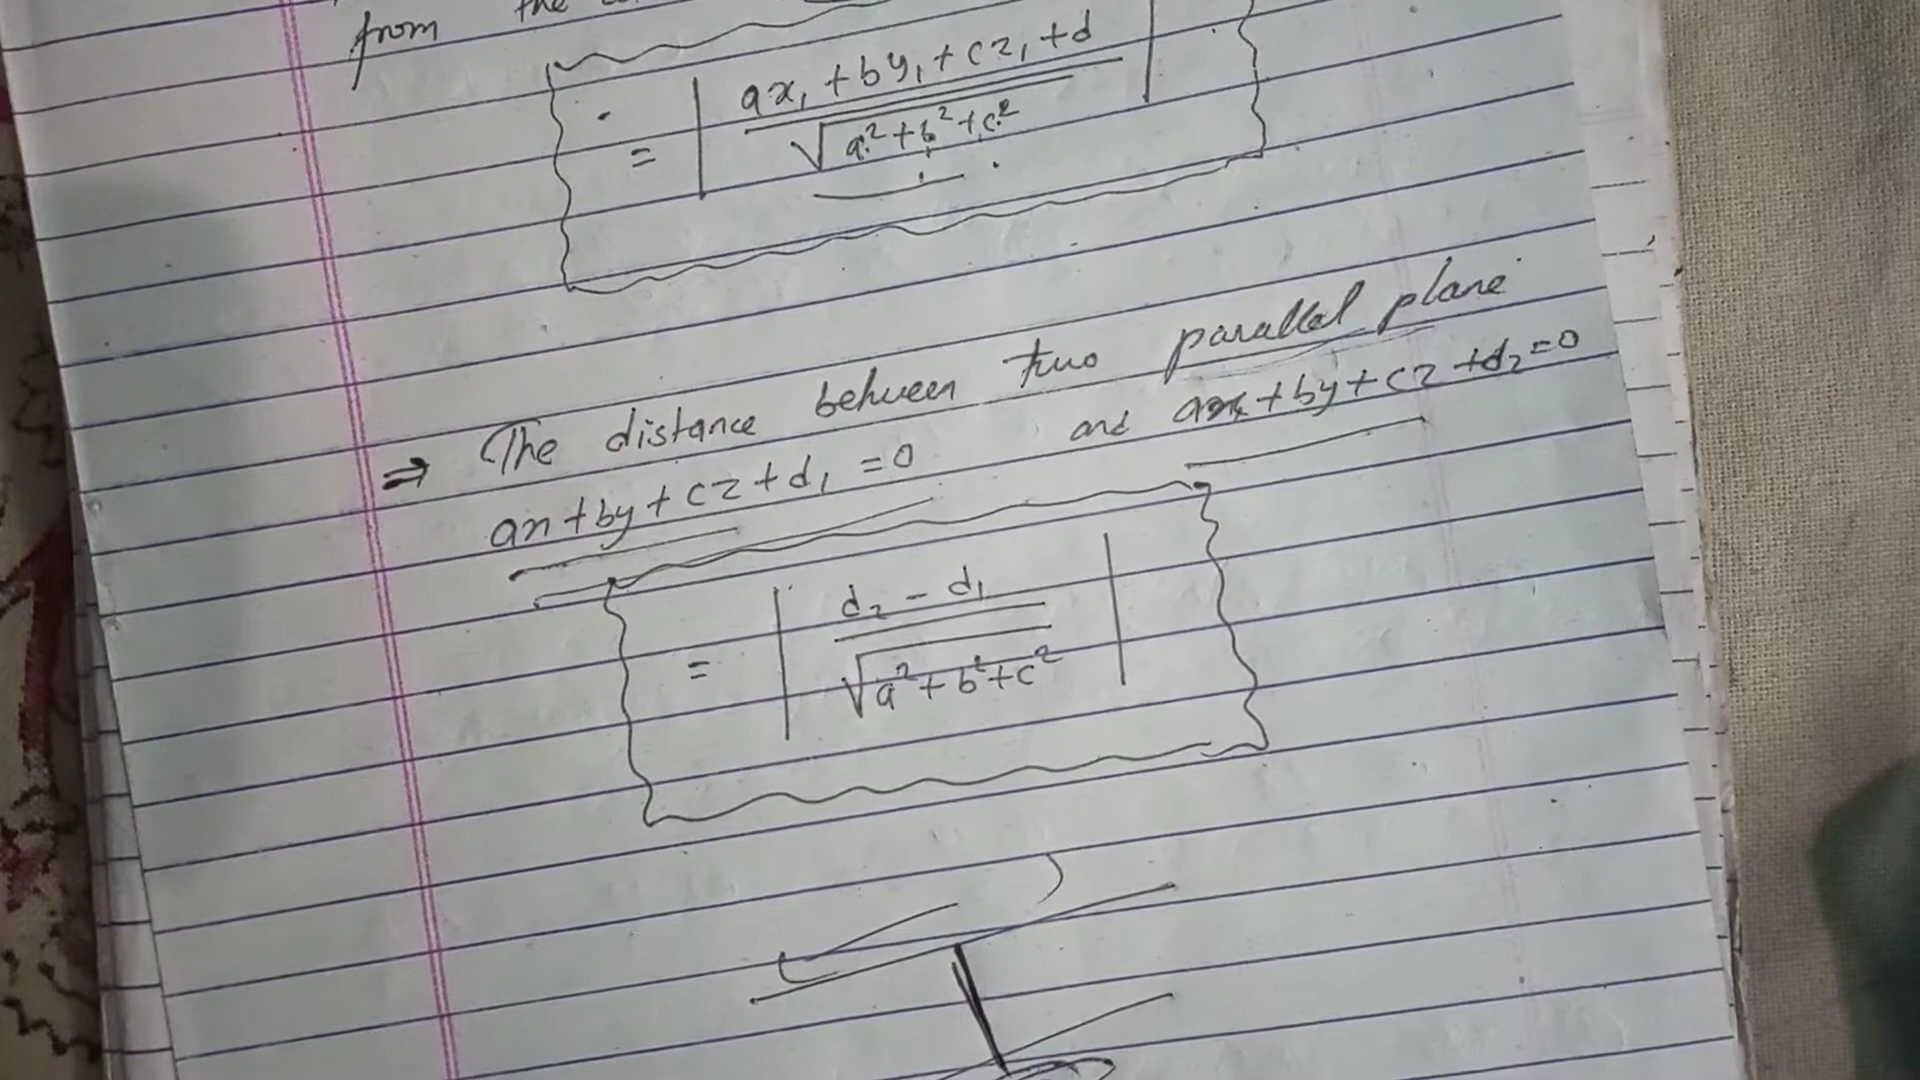 from the
= | ax₁ + by₁ + cz₁ + d / √a² + b² + c² |
⇒ The distance between two parallel plane
ax + by + cz + d₁ = 0 and ax + by + cz + d₂ = 0
= | d₂ - d₁ / √a² + b² + c² |